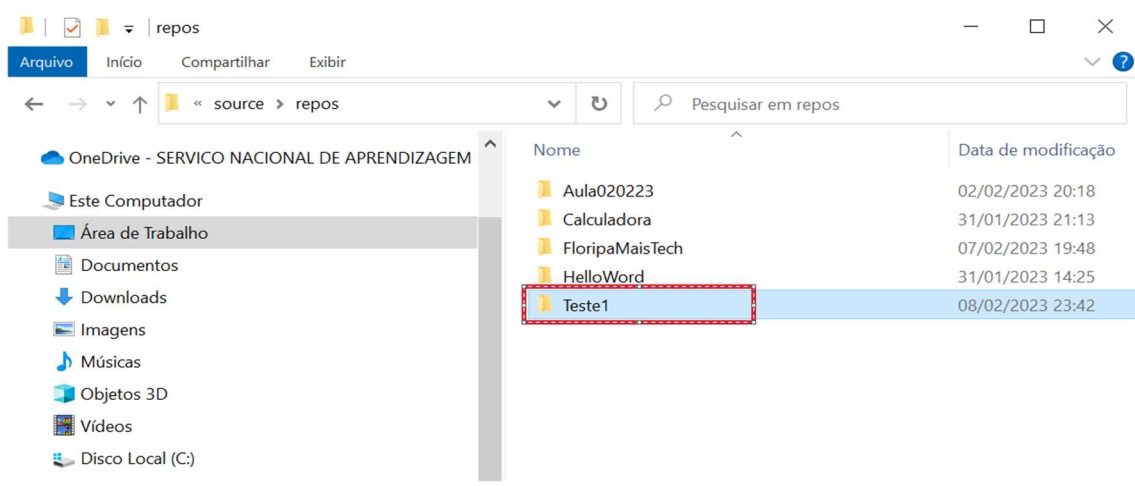 repos
Arquivo Início Compartilhar Exibir
« source > repos Pesquisar em repos
OneDrive - SERVICO NACIONAL DE APRENDIZAGEM
Este Computador
Área de Trabalho
Documentos
Downloads
Imagens
Músicas
Objetos 3D
Vídeos
Disco Local (C:)
Nome Data de modificação
Aula020223 02/02/2023 20:18
Calculadora 31/01/2023 21:13
FloripaMaisTech 07/02/2023 19:48
HelloWord 31/01/2023 14:25
Teste1 08/02/2023 23:42